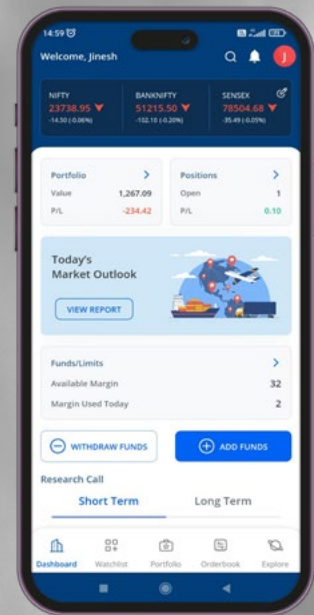 14:59
Welcome, Jinesh
J
NIFTY BANKNIFTY SENSEX
23738.95 51215.50 78504.68
-14.50 (-0.06%) -102.10 (-0.20%) -35.49 (-0.05%)
Portfolio Positions
Value 1,267.09 Open 1
P/L -234.42 P/L 0.10
Today's
Market Outlook
VIEW REPORT
Funds/Limits
Available Margin 32
Margin Used Today 2
WITHDRAW FUNDS ADD FUNDS
Research Call
Short Term Long Term
Dashboard Watchlist Portfolio Orderbook Explore